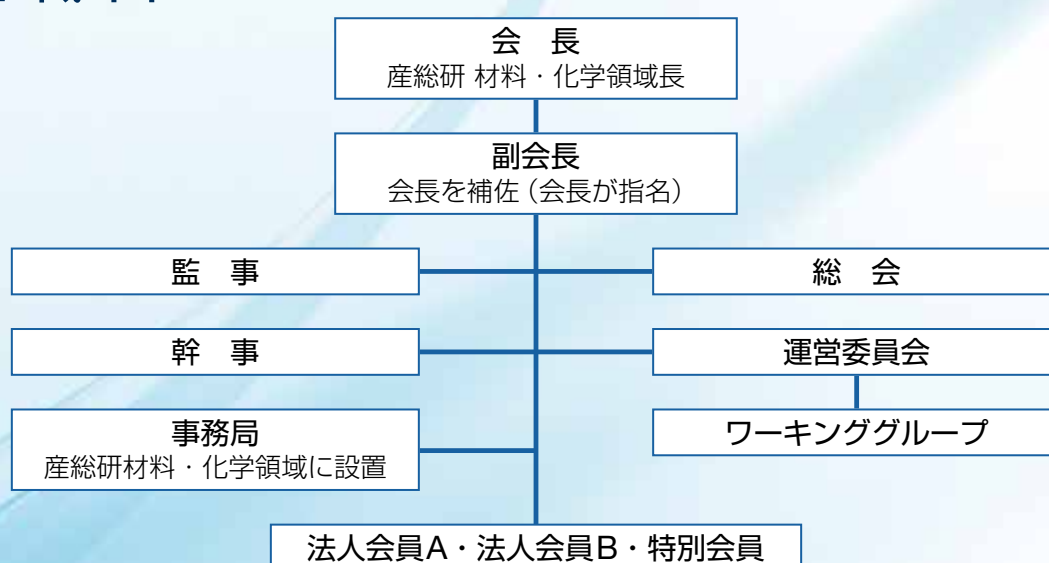 会　長
産総研 材料・化学領域長
副会長
会長を補佐（会長が指名）
監　事
総　会
幹　事
運営委員会
事務局
産総研材料・化学領域に設置
ワーキンググループ
法人会員A・法人会員B・特別会員